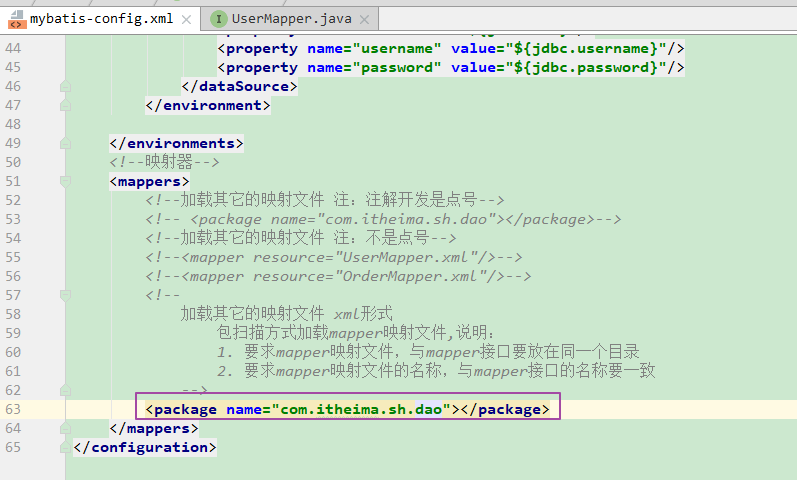 mybatis-config.xml UserMapper.java
44 <property name="username" value="${jdbc.username}"/>
45 <property name="password" value="${jdbc.password}"/>
46 </dataSource>
47 </environment>
48
49 </environments>
50 <!--映射器-->
51 <mappers>
52 <!--加载其它的映射文件 注：注解开发是点号-->
53 <!-- <package name="com.itheima.sh.dao"></package>-->
54 <!--加载其它的映射文件 注：不是点号-->
55 <!--<mapper resource="UserMapper.xml"/>-->
56 <!--<mapper resource="OrderMapper.xml"/>-->
57 <!--
58 加载其它的映射文件 xml形式
59 包扫描方式加载mapper映射文件,说明：
60 1. 要求mapper映射文件，与mapper接口要放在同一个目录
61 2. 要求mapper映射文件的名称，与mapper接口的名称要一致
62 -->
63 <package name="com.itheima.sh.dao"></package>
64 </mappers>
65 </configuration>